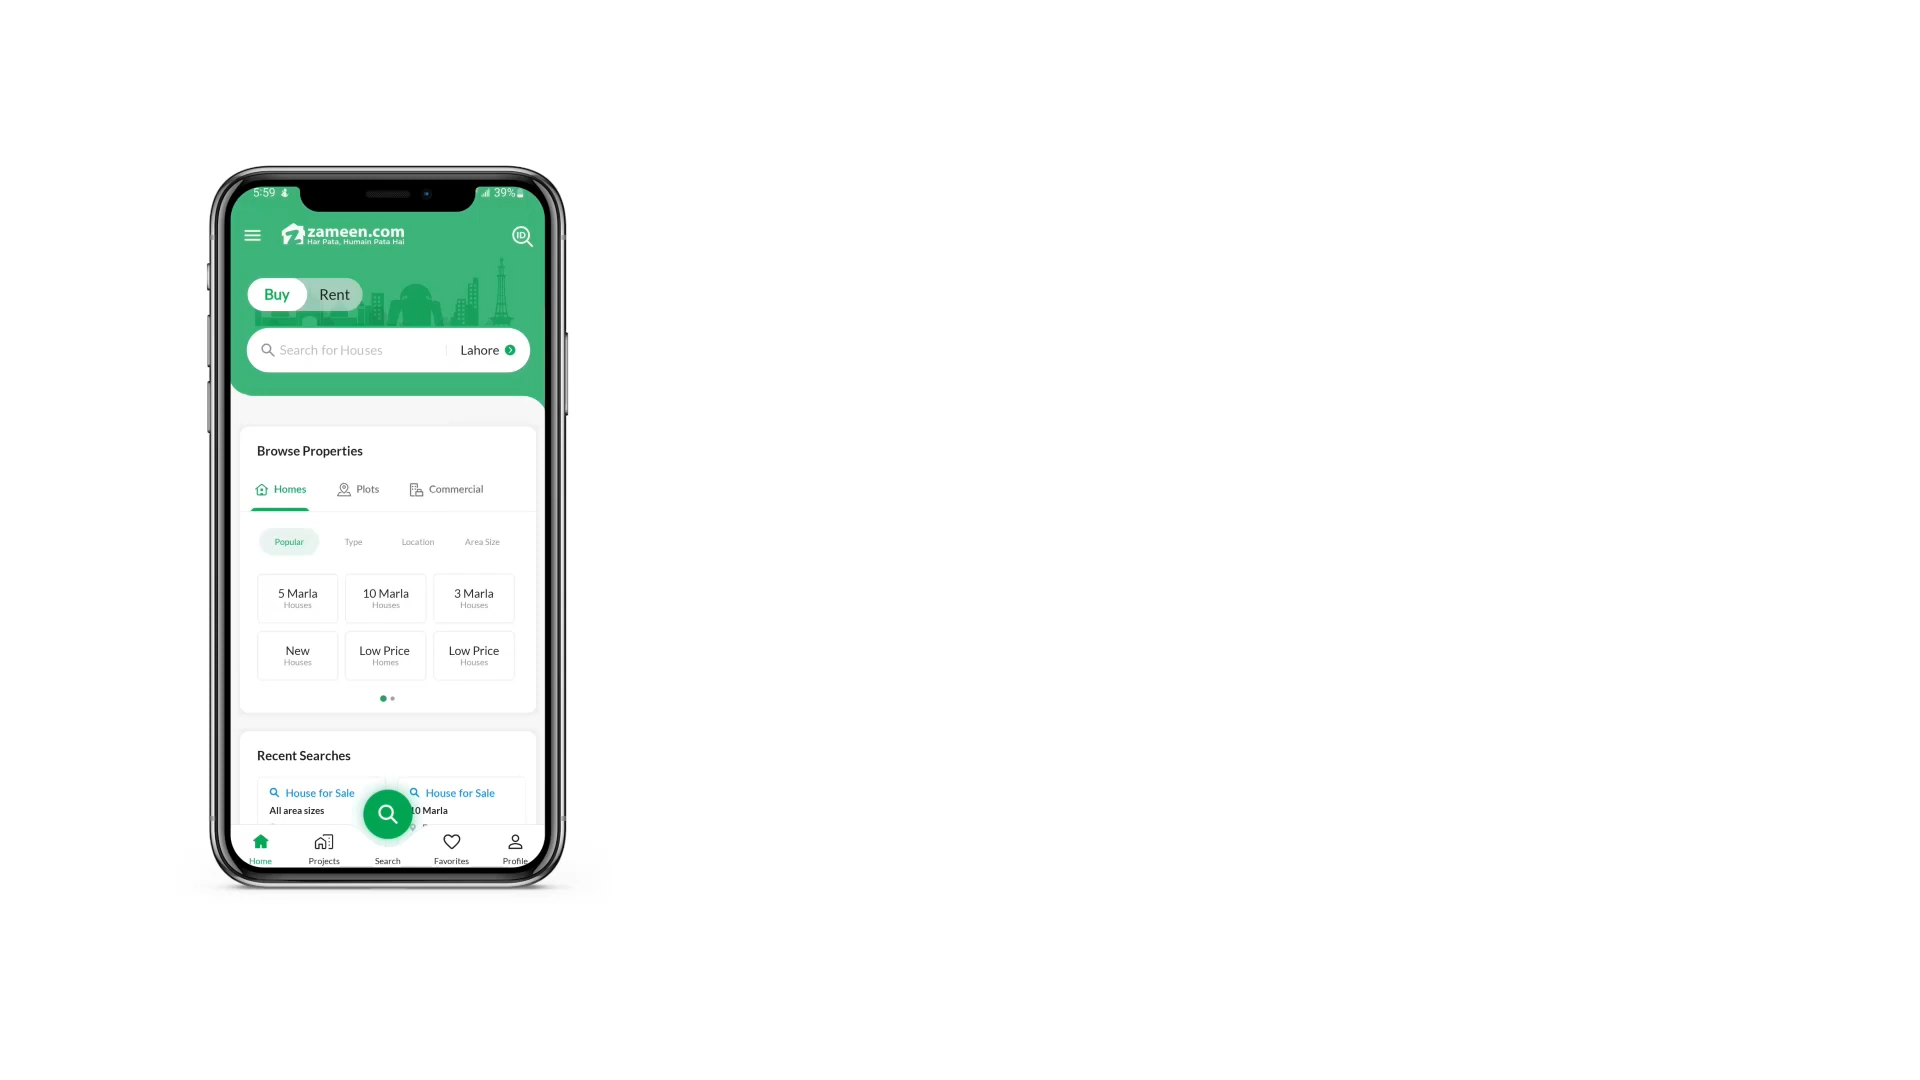 5:59
39%
zameen.com
Har Pata, Humain Pata Hai
ID
Buy
Rent
Search for Houses
Lahore
Browse Properties
Homes
Plots
Commercial
Popular
Type
Location
Area Size
5 Marla
Houses
10 Marla
Houses
3 Marla
Houses
New
Houses
Low Price
Homes
Low Price
Houses
Recent Searches
House for Sale
All area sizes
House for Sale
10 Marla
Home
Projects
Search
Favorites
Profile